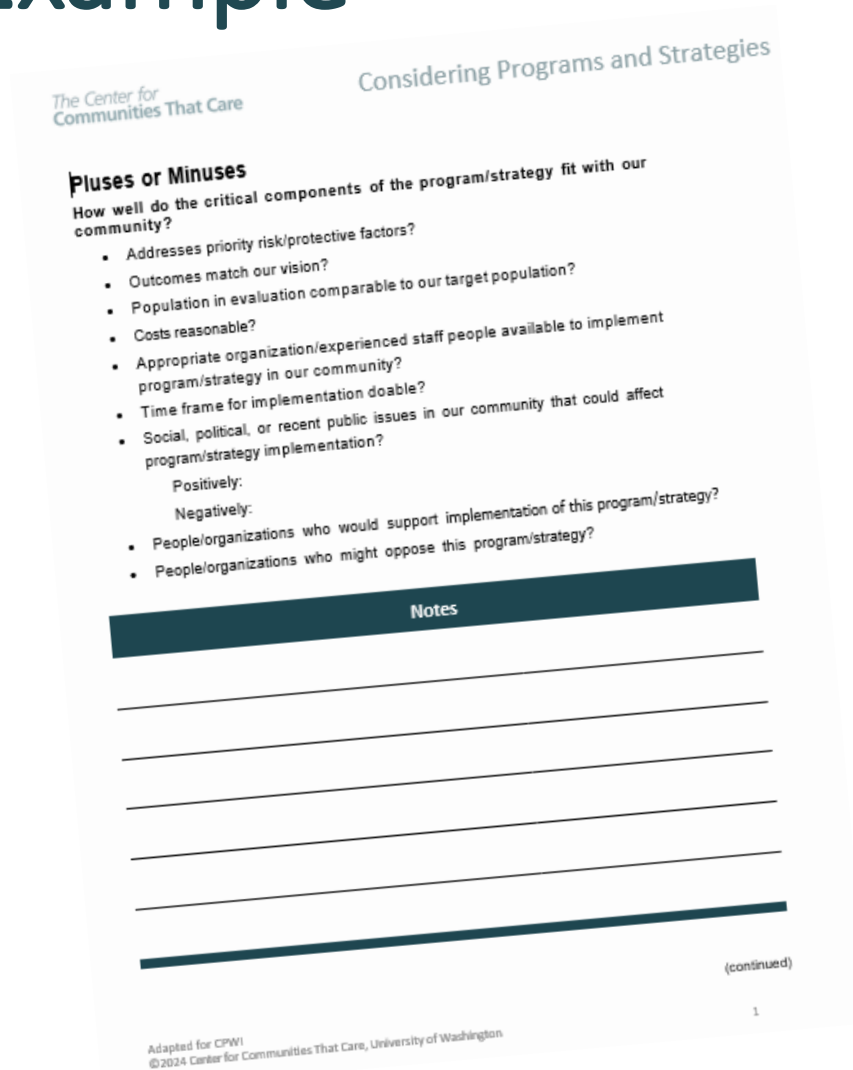 Example
The Center for
Communities That Care
Considering Programs and Strategies
Pluses or Minuses
How well do the critical components of the program/strategy fit with our
community?
• Addresses priority risk/protective factors?
• Outcomes match our vision?
• Population in evaluation comparable to our target population?
• Costs reasonable?
• Appropriate organization/experienced staff people available to implement
program/strategy in our community?
• Time frame for implementation doable?
• Social, political, or recent public issues in our community that could affect
program/strategy implementation?
Positively:
Negatively:
• People/organizations who would support implementation of this program/strategy?
• People/organizations who might oppose this program/strategy?
Notes
(continued)
1
Adapted for CPWI
©2024 Center for Communities That Care, University of Washington